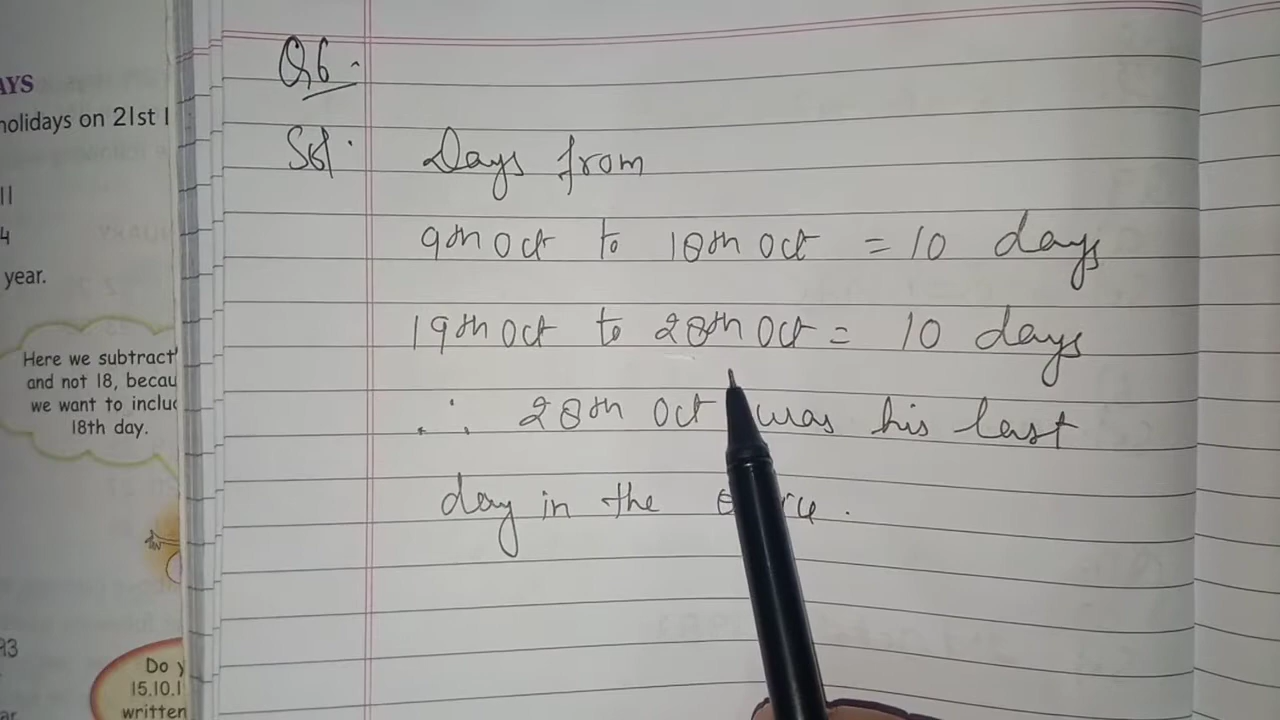 AYS
holidays on 21st
11
4
year.
Here we subtract
and not 18, becau
we want to inclu
18th day.
93
Do y
15.10.1
written
ar
Q6.
Sol. Days from
9th Oct to 18th Oct = 10 days
19th Oct to 28th Oct = 10 days
∴ 28th Oct was his last
day in the